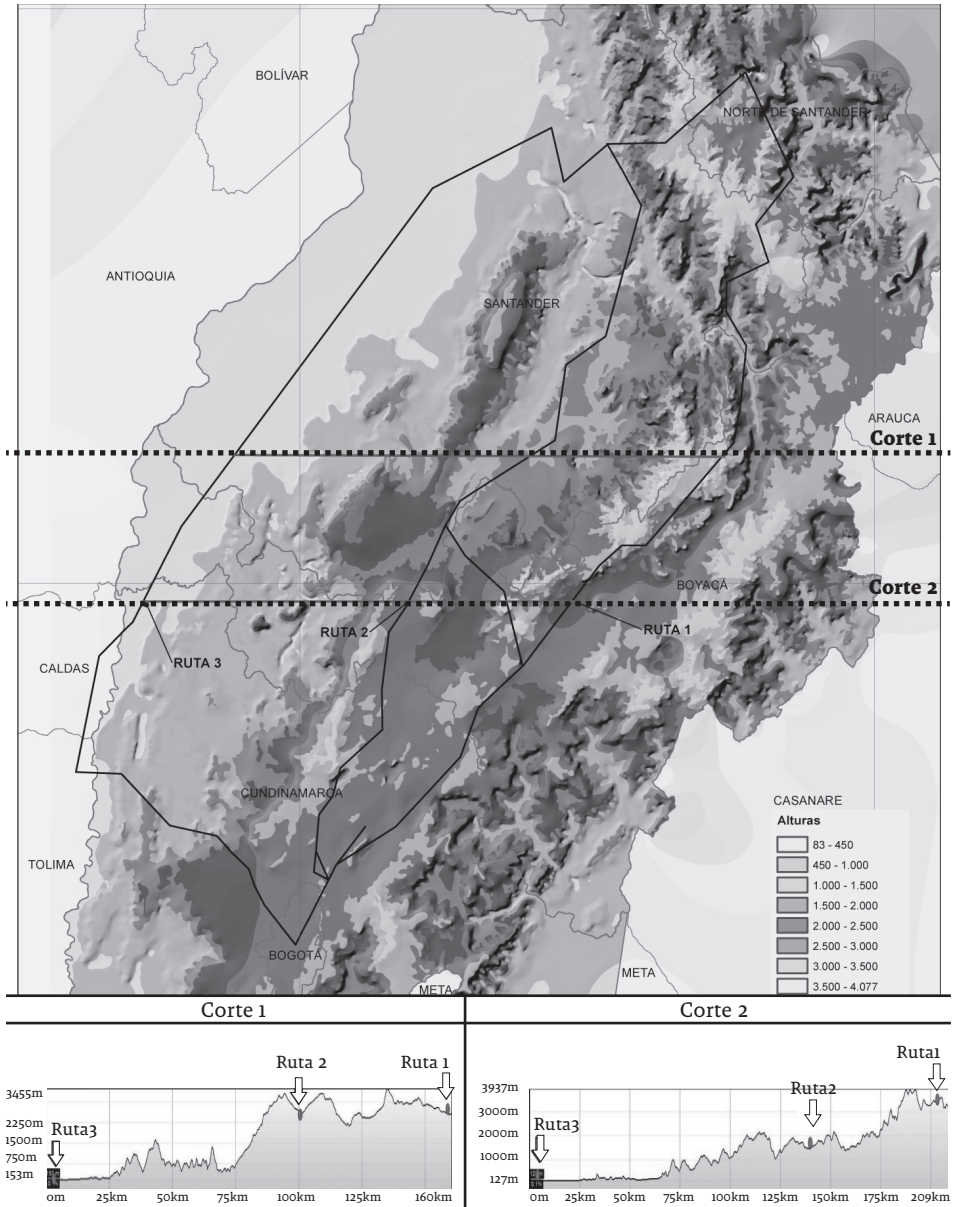 BOLÍVAR
NORTE DE SANTANDER
ANTIOQUIA
SANTANDER
ARAUCA
Corte 1
Corte 2
BOYACÁ
RUTA 2
RUTA 1
RUTA 3
CALDAS
CUNDINAMARCA
CASANARE
Alturas
83 - 450
450 - 1.000
1.000 - 1.500
1.500 - 2.000
2.000 - 2.500
2.500 - 3.000
3.000 - 3.500
3.500 - 4.077
TOLIMA
BOGOTÁ
META
META
Corte 1
Ruta 2
Ruta 1
3455m
2250m
1500m
750m
153m
Ruta3
0m 25km 50km 75km 100km 125km 160km
Corte 2
Ruta1
Ruta2
3937m
3000m
2000m
1000m
127m
Ruta3
0m 25km 50km 75km 100km 125km 150km 175km 209km